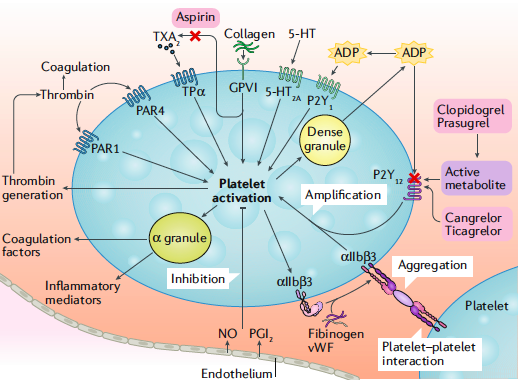 Aspirin
TXA2
Collagen
5-HT
ADP
ADP
Coagulation
Thrombin
TPα
GPVI
5-HT2A
P2Y1
PAR4
PAR1
Dense
granule
Clopidogrel
Prasugrel
P2Y12
Active
metabolite
Cangrelor
Ticagrelor
Platelet
activation
Amplification
Thrombin
generation
Coagulation
factors
α granule
Inflammatory
mediators
Inhibition
αIIbβ3
αIIbβ3
Aggregation
Fibinogen
vWF
Platelet
Platelet–platelet
interaction
NO
PGI2
Endothelium